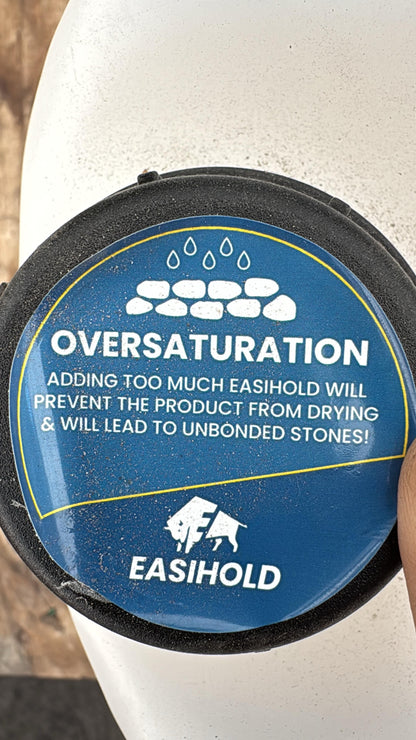 OVERSATURATION
ADDING TOO MUCH EASIHOLD WILL
PREVENT THE PRODUCT FROM DRYING
& WILL LEAD TO UNBONDED STONES!
EASIHOLD